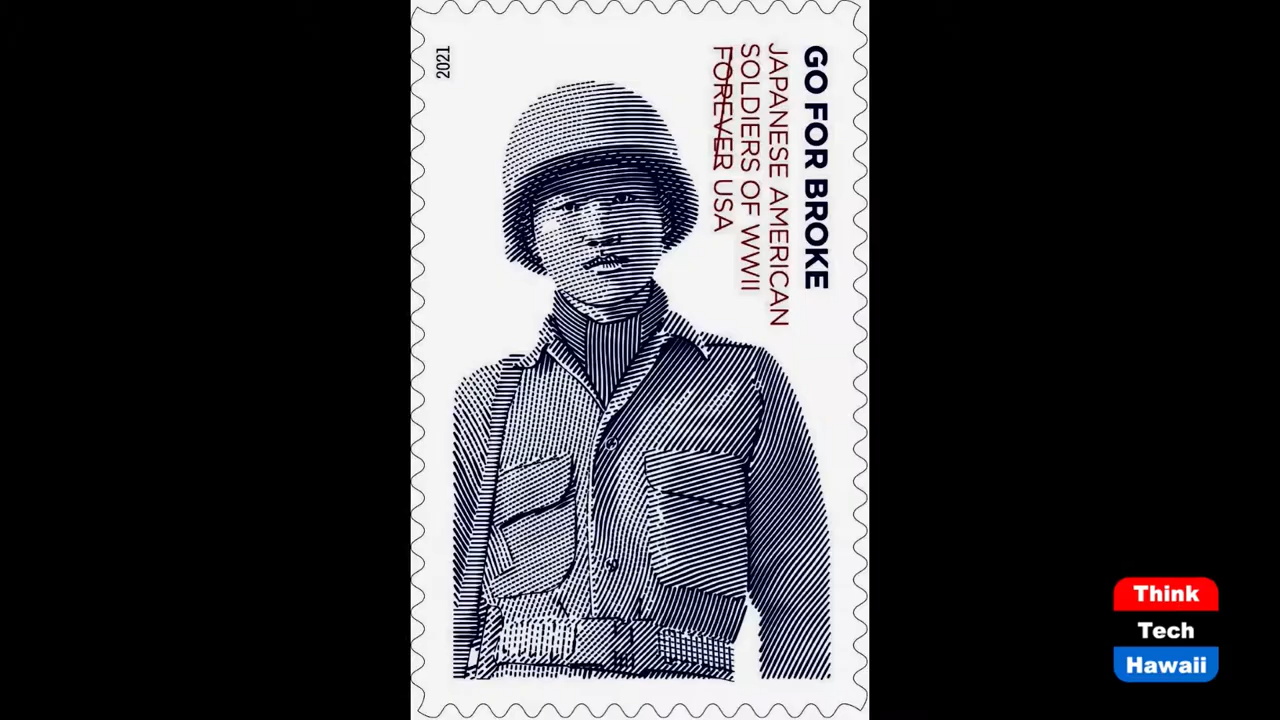 GO FOR BROKE
JAPANESE AMERICAN
SOLDIERS OF WWII
FOREVER USA
2021
Think
Tech
Hawaii